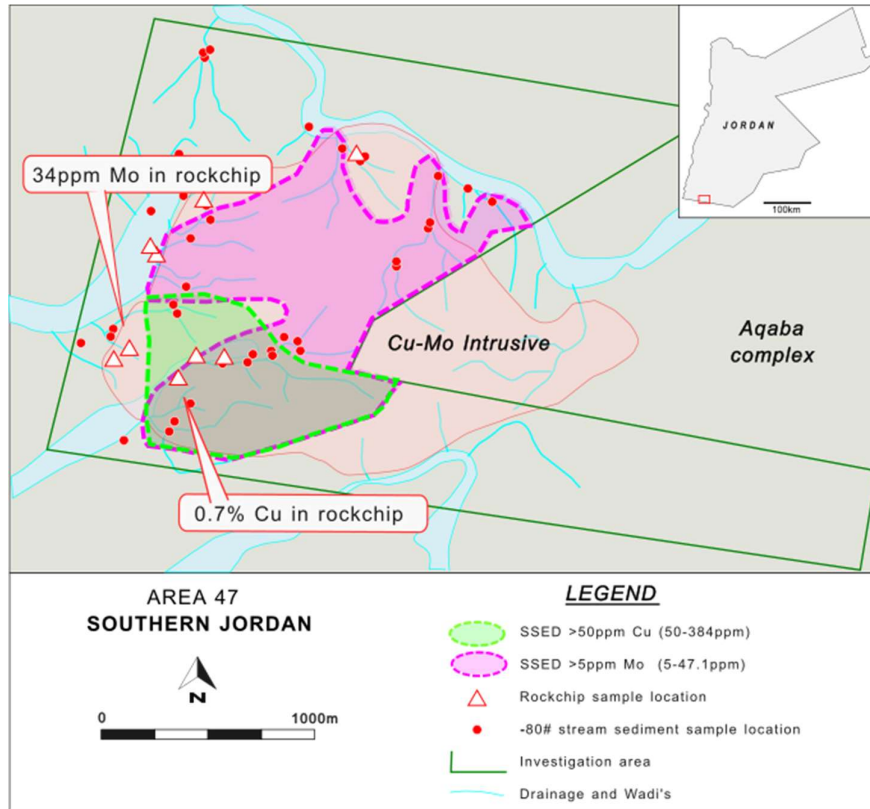 JORDAN
100km
34ppm Mo in rockchip
Cu-Mo Intrusive
Aqaba
complex
0.7% Cu in rockchip
AREA 47
SOUTHERN JORDAN
N
0 1000m
LEGEND
SSED >50ppm Cu (50-384ppm)
SSED >5ppm Mo (5-47.1ppm)
Rockchip sample location
-80# stream sediment sample location
Investigation area
Drainage and Wadi's